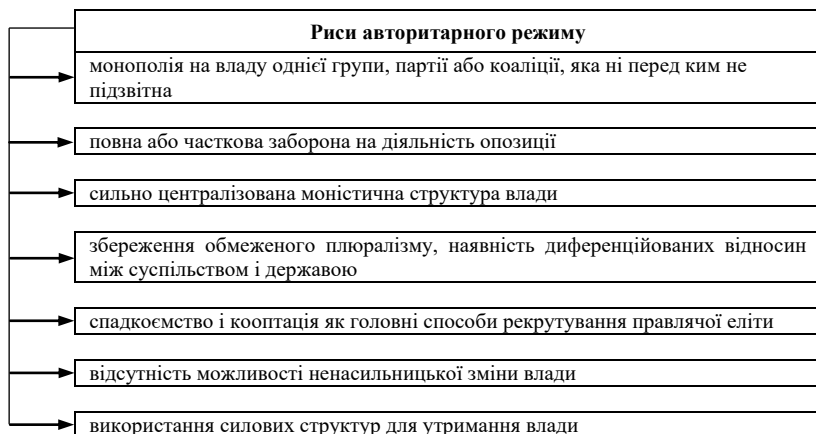 Риси авторитарного режиму
монополія на владу однієї групи, партії або коаліції, яка ні перед ким не
підзвітна
повна або часткова заборона на діяльність опозиції
сильно централізована моністична структура влади
збереження обмеженого плюралізму, наявність диференційованих відносин
між суспільством і державою
спадкоємство і кооптація як головні способи рекрутування правлячої еліти
відсутність можливості ненасильницької зміни влади
використання силових структур для утримання влади